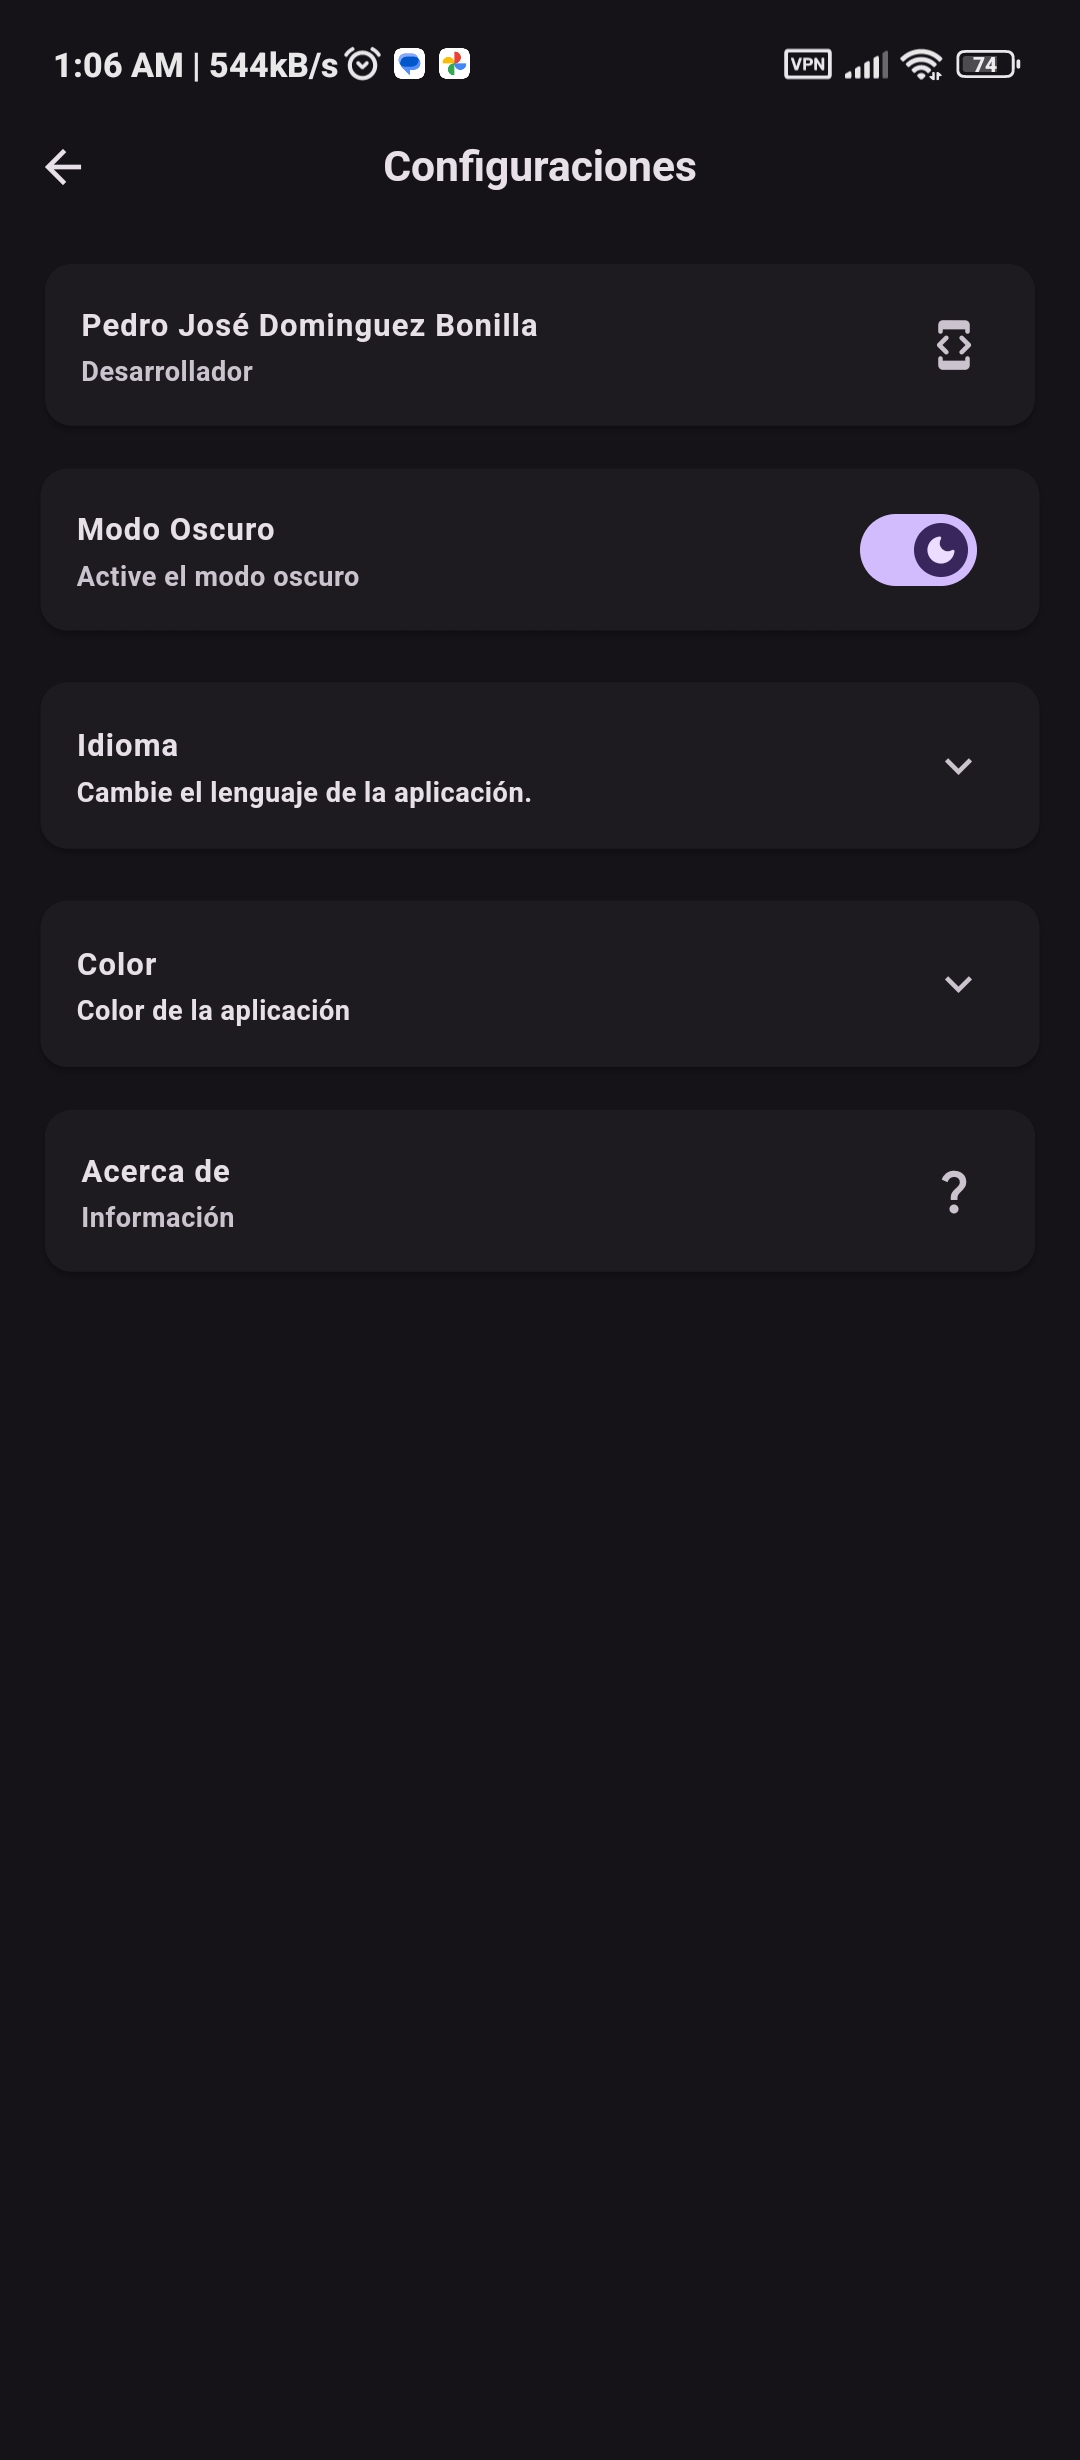 1:06 AM | 544kB/s VPN 74
Configuraciones
Pedro José Dominguez Bonilla
Desarrollador
Modo Oscuro
Active el modo oscuro
Idioma
Cambie el lenguaje de la aplicación.
Color
Color de la aplicación
Acerca de
Información